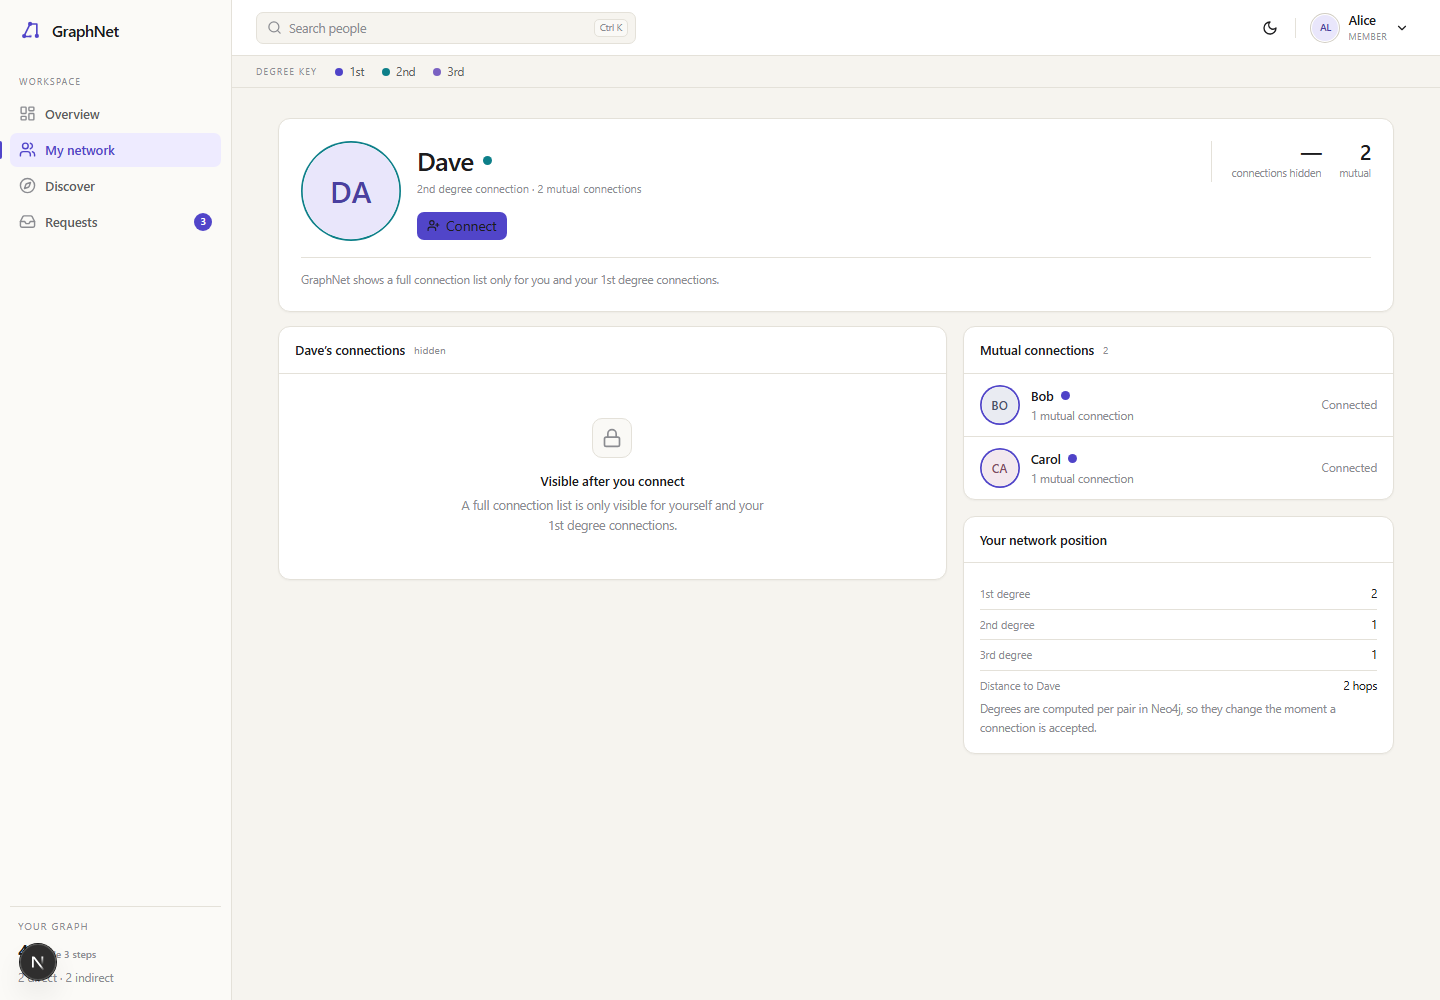 GraphNet
Search people
Ctrl K
AL
Alice
MEMBER
WORKSPACE
Overview
My network
Discover
Requests
3
DEGREE KEY
1st
2nd
3rd
DA
Dave
2nd degree connection · 2 mutual connections
Connect
—
connections hidden
2
mutual
GraphNet shows a full connection list only for you and your 1st degree connections.
Dave's connections hidden
Visible after you connect
A full connection list is only visible for yourself and your
1st degree connections.
Mutual connections 2
BO
Bob
1 mutual connection
Connected
CA
Carol
1 mutual connection
Connected
Your network position
1st degree 2
2nd degree 1
3rd degree 1
Distance to Dave 2 hops
Degrees are computed per pair in Neo4j, so they change the moment a
connection is accepted.
YOUR GRAPH
3 steps
2 · 2 indirect
N